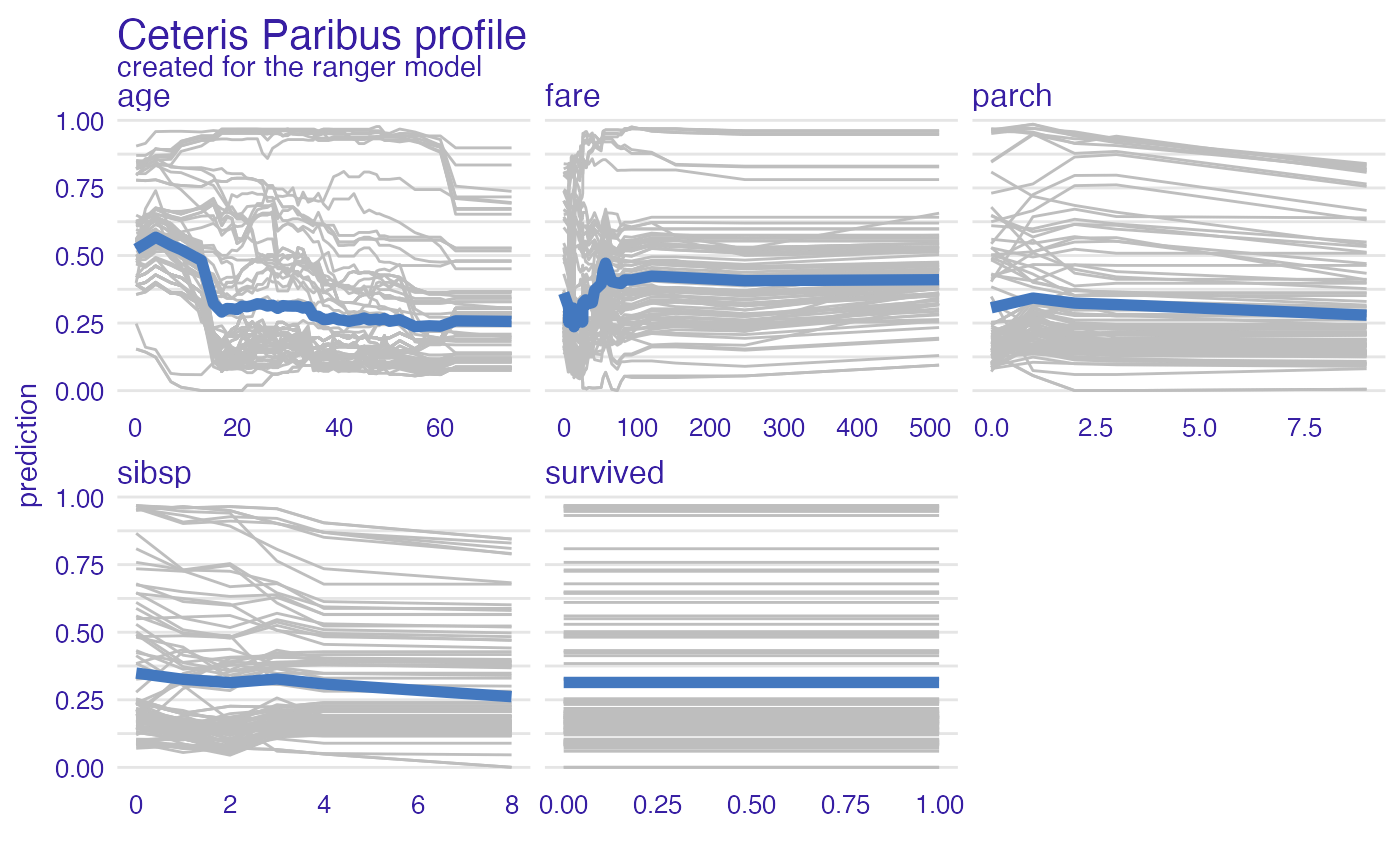 Ceteris Paribus profile
created for the ranger model
age
fare
parch
1.00
0.75
0.50
0.25
0.00
0 20 40 60
0 100 200 300 400 500
0.0 2.5 5.0 7.5
prediction
sibsp
survived
1.00
0.75
0.50
0.25
0.00
0 2 4 6 8
0.00 0.25 0.50 0.75 1.00